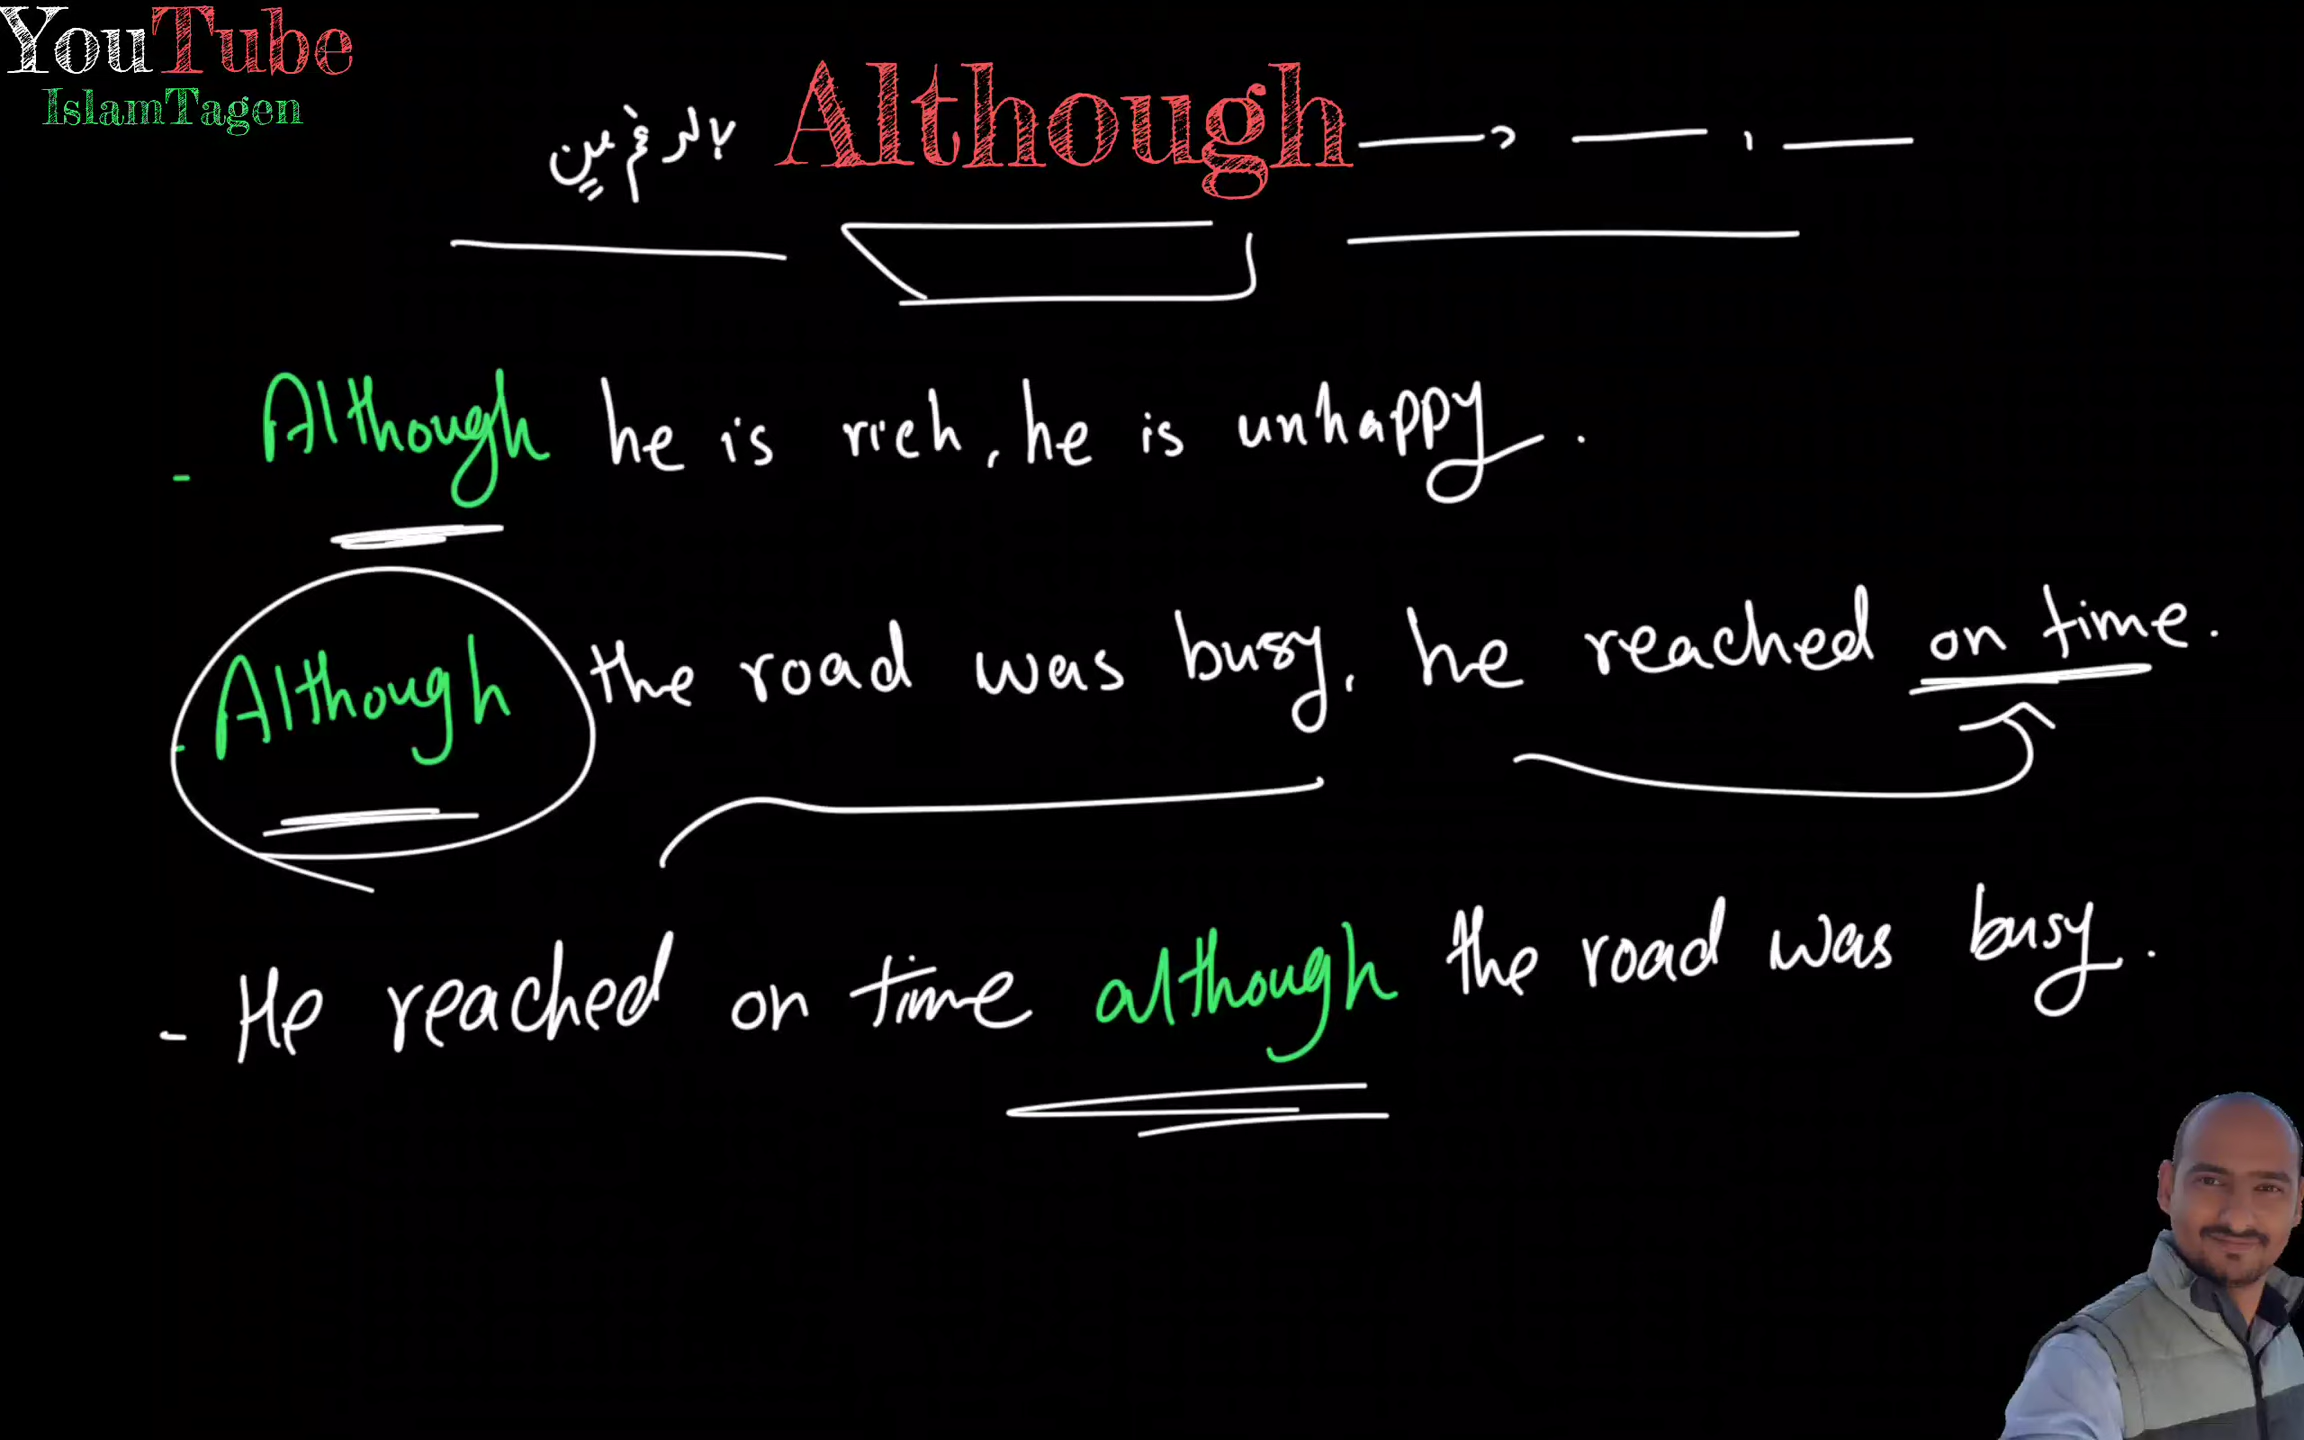 YouTube
IslamTagen
بالرغم من Although
- Although he is rich, he is unhappy.
- Although the road was busy, he reached on time.
- He reached on time although the road was busy.